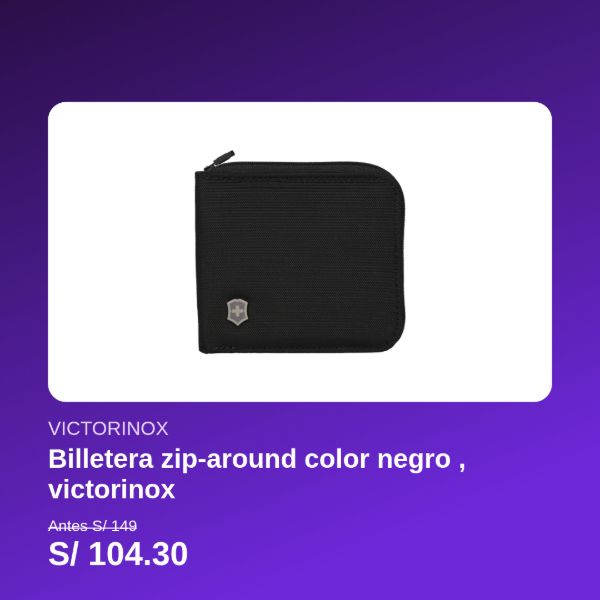 VICTORINOX
Billetera zip-around color negro ,
victorinox
Antes S/ 149
S/ 104.30